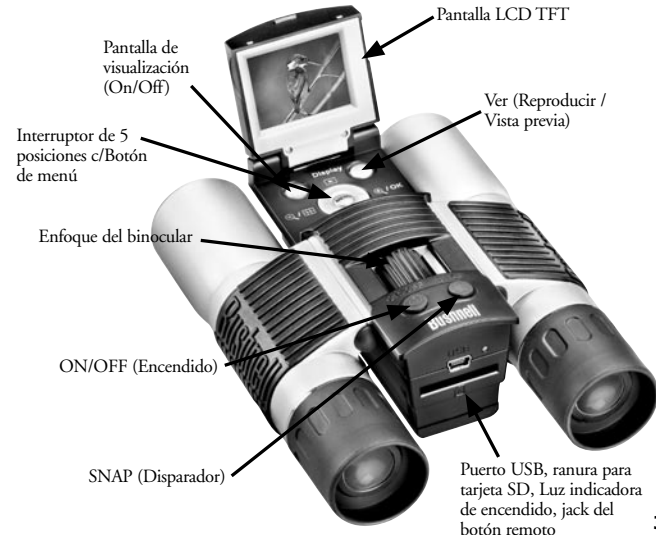 Pantalla LCD TFT
Pantalla de
visualización
(On/Off)
Ver (Reproducir /
Vista previa)
Interruptor de 5
posiciones c/Botón
de menú
Display
/OK
Enfoque del binocular
Bushnell
Bushnell
USB
ON/OFF (Encendido)
SNAP (Disparador)
Puerto USB, ranura para
tarjeta SD, Luz indicadora
de encendido, jack del
botón remoto